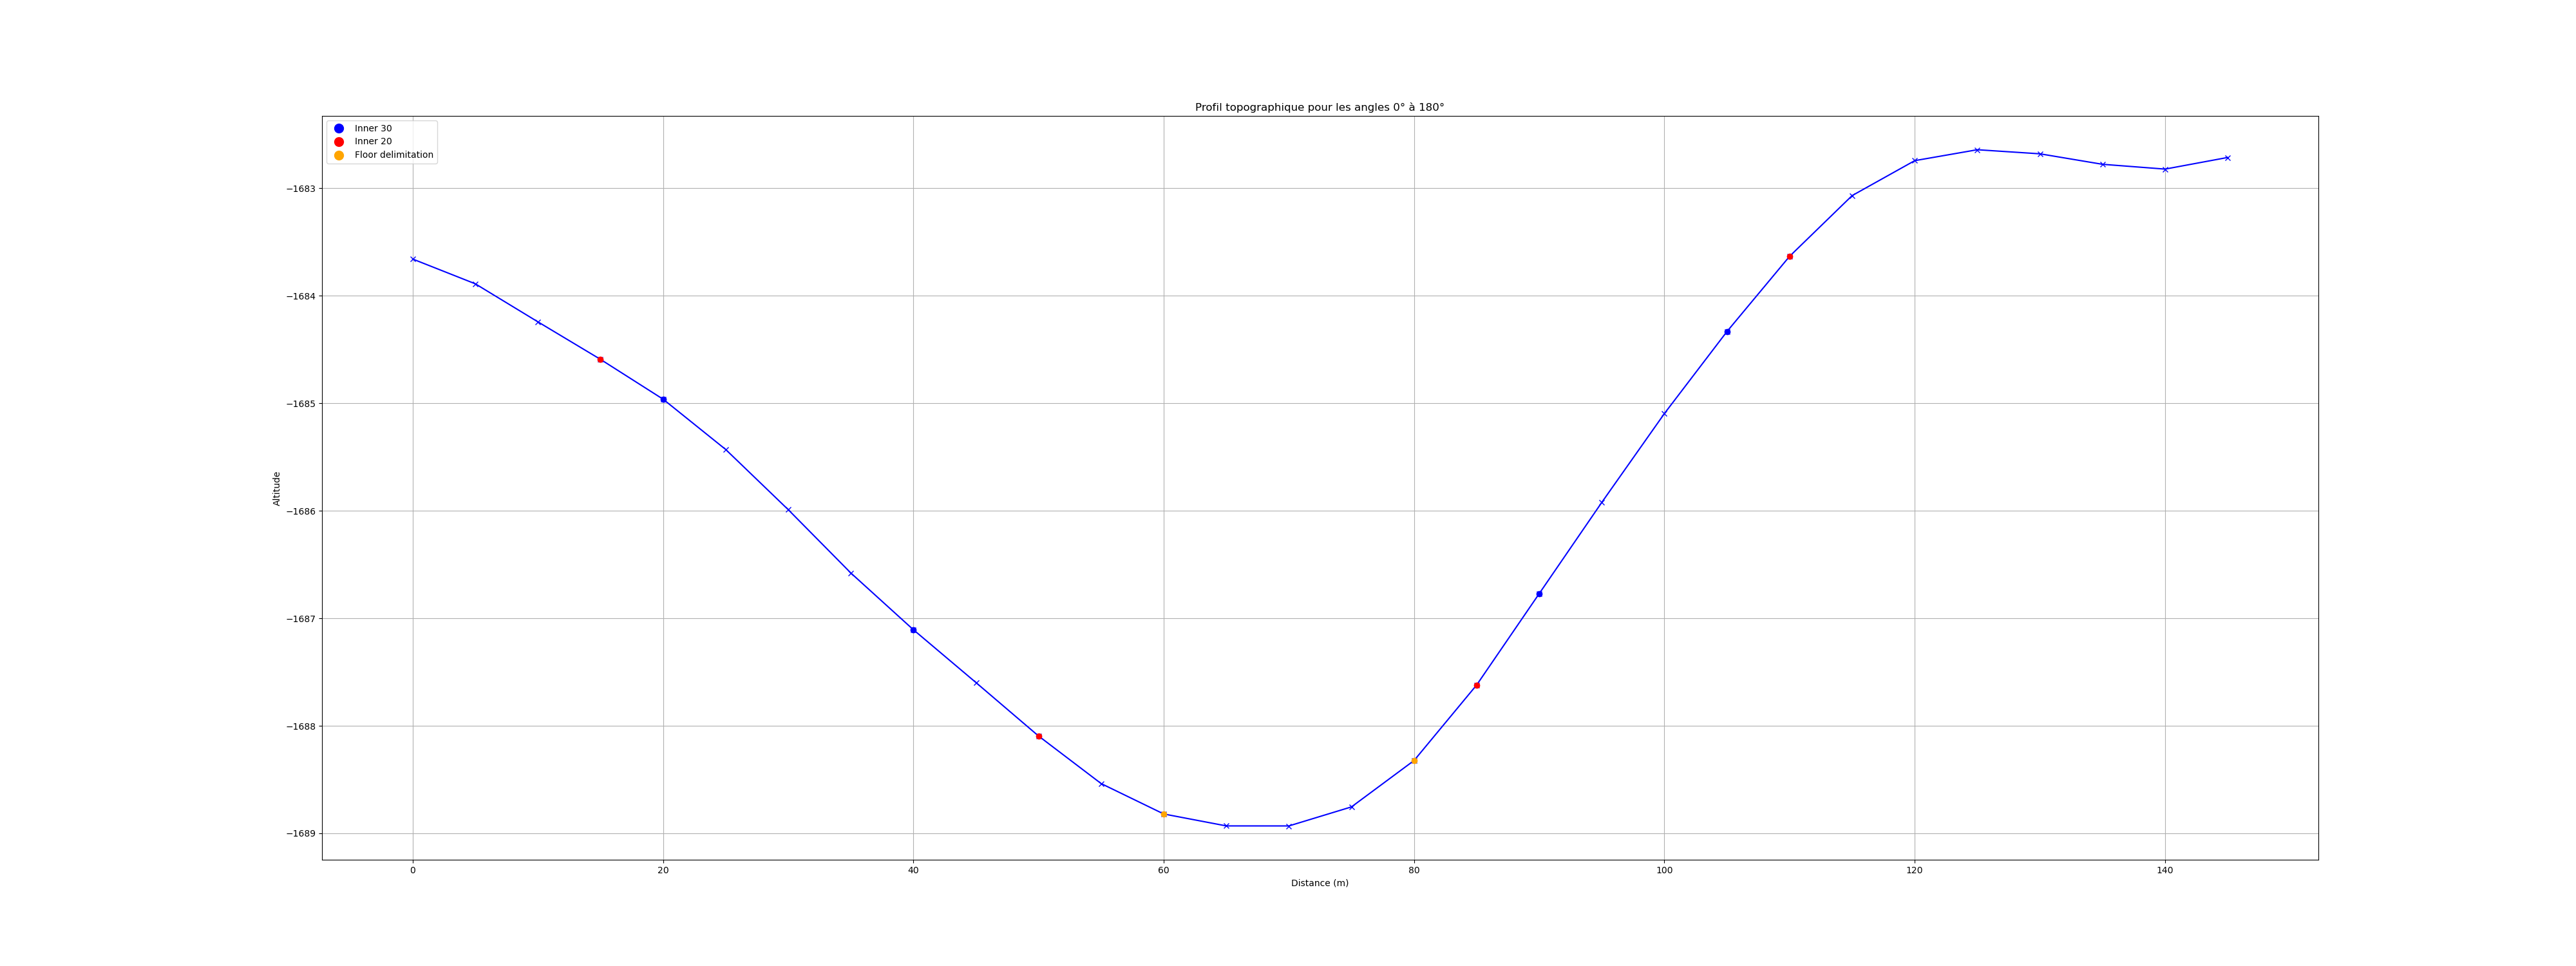 Profil topographique pour les angles 0° à 180°
Inner 30
Inner 20
Floor delimitation
−1683
−1684
−1685
−1686
−1687
−1688
−1689
Altitude
0 20 40 60 80 100 120 140
Distance (m)